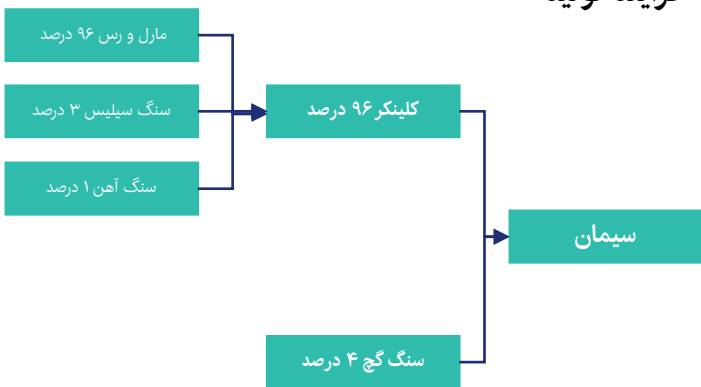 مارل و رس ۹۶ درصد
سنگ سیلیس ۳ درصد
سنگ آهن ۱ درصد
کلینکر ۹۶ درصد
سنگ گچ ۴ درصد
سیمان